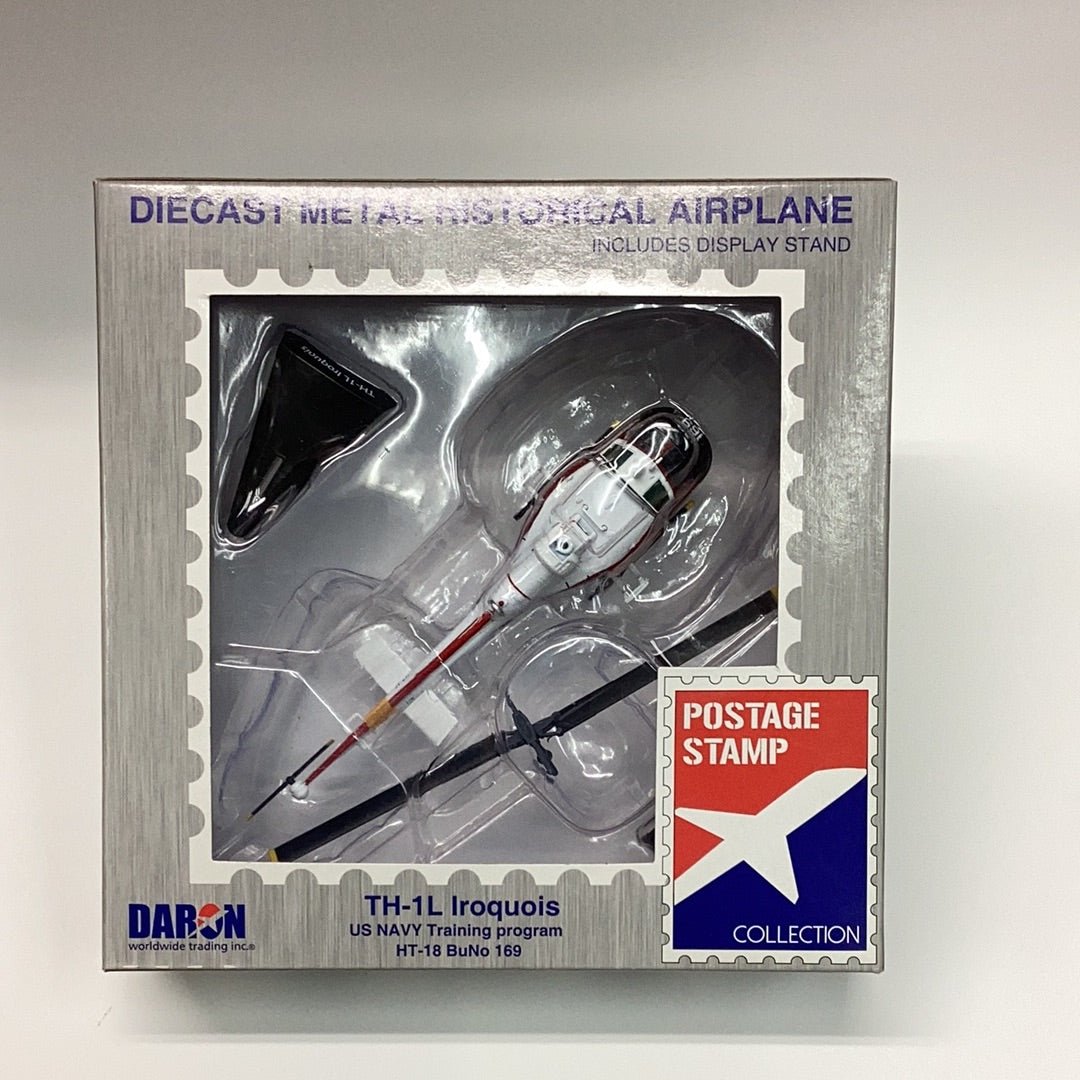 DIECAST METAL HISTORICAL AIRPLANE
INCLUDES DISPLAY STAND
TH-1L Iroquois
169
POSTAGE
STAMP
COLLECTION
DARON
worldwide trading inc.®
TH-1L Iroquois
US NAVY Training program
HT-18 BuNo 169